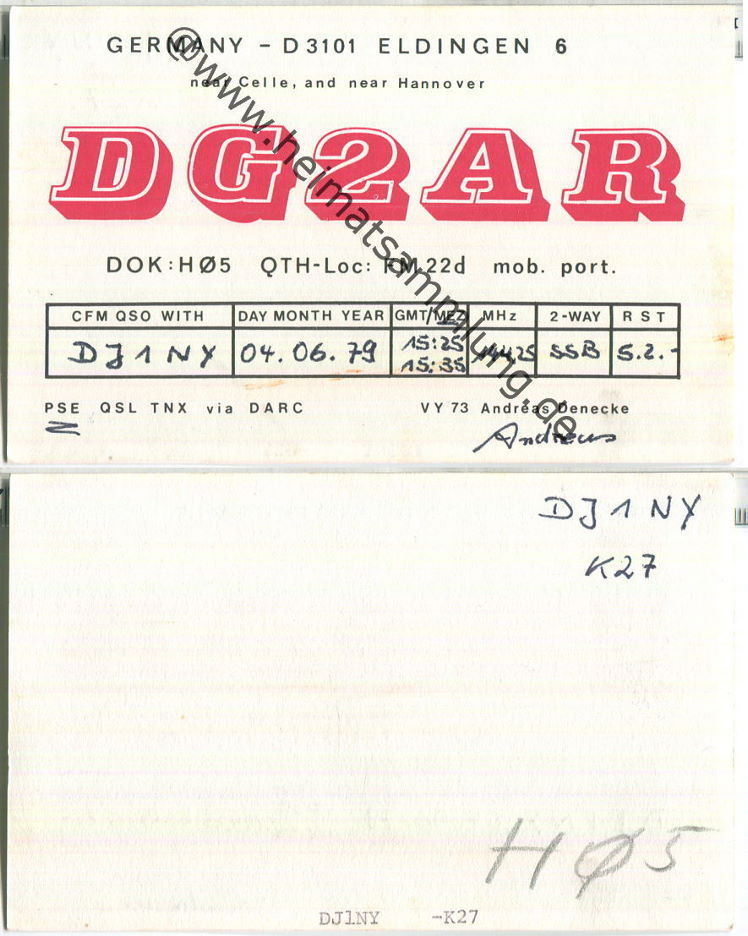 GERMANY - D3101 ELDINGEN 6
near Celle, and near Hannover
DG2AR
DOK:HØ5 QTH-Loc: FM 22d mob. port.
CFM QSO WITH DAY MONTH YEAR GMT/MEZ MHz 2-WAY RST
DJ1NY 04.06.79 15:25 144,25 SSB 5.2.-
15:35
PSE QSL TNX via DARC VY 73 Andreas Denecke
Andreas
@www.heimatsammlung.de
DJ1NY
K27
HØ5
DJ1NY -K27